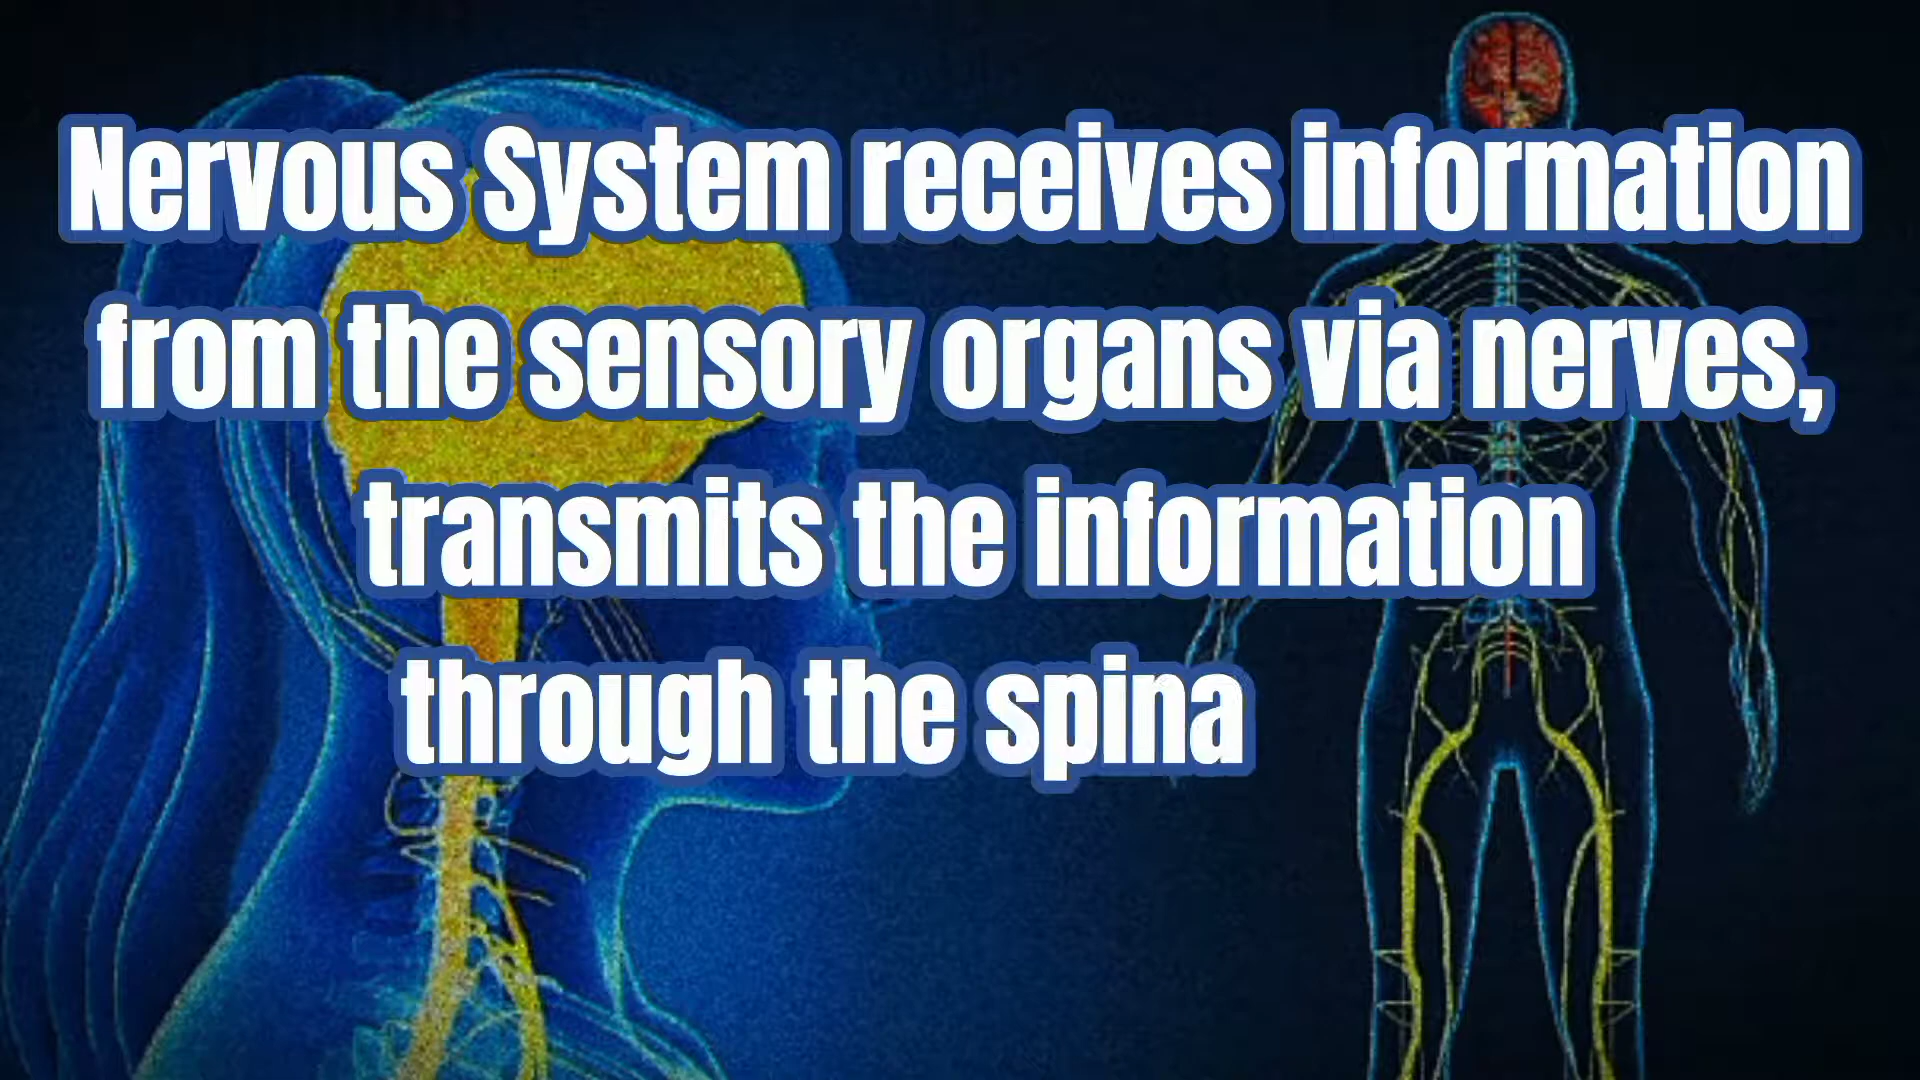 Nervous System receives information
from the sensory organs via nerves,
transmits the information
through the spina